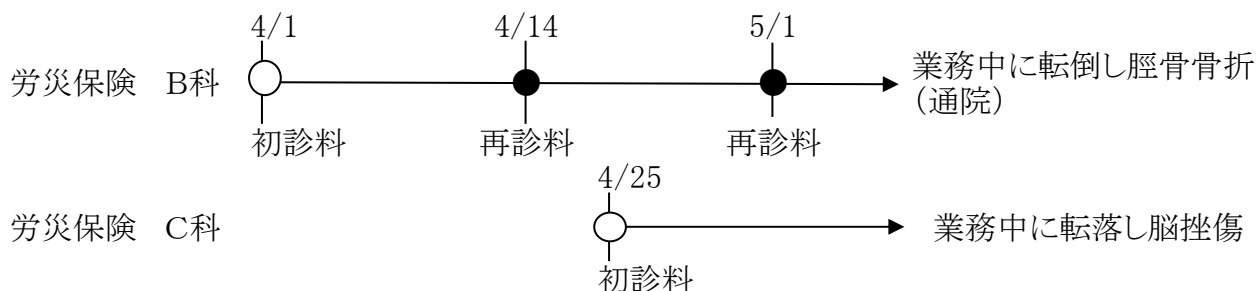 4/1 4/14 5/1
労災保険 B科
業務中に転倒し脛骨骨折
(通院)
初診料 再診料 再診料
4/25
労災保険 C科
業務中に転落し脳挫傷
初診料